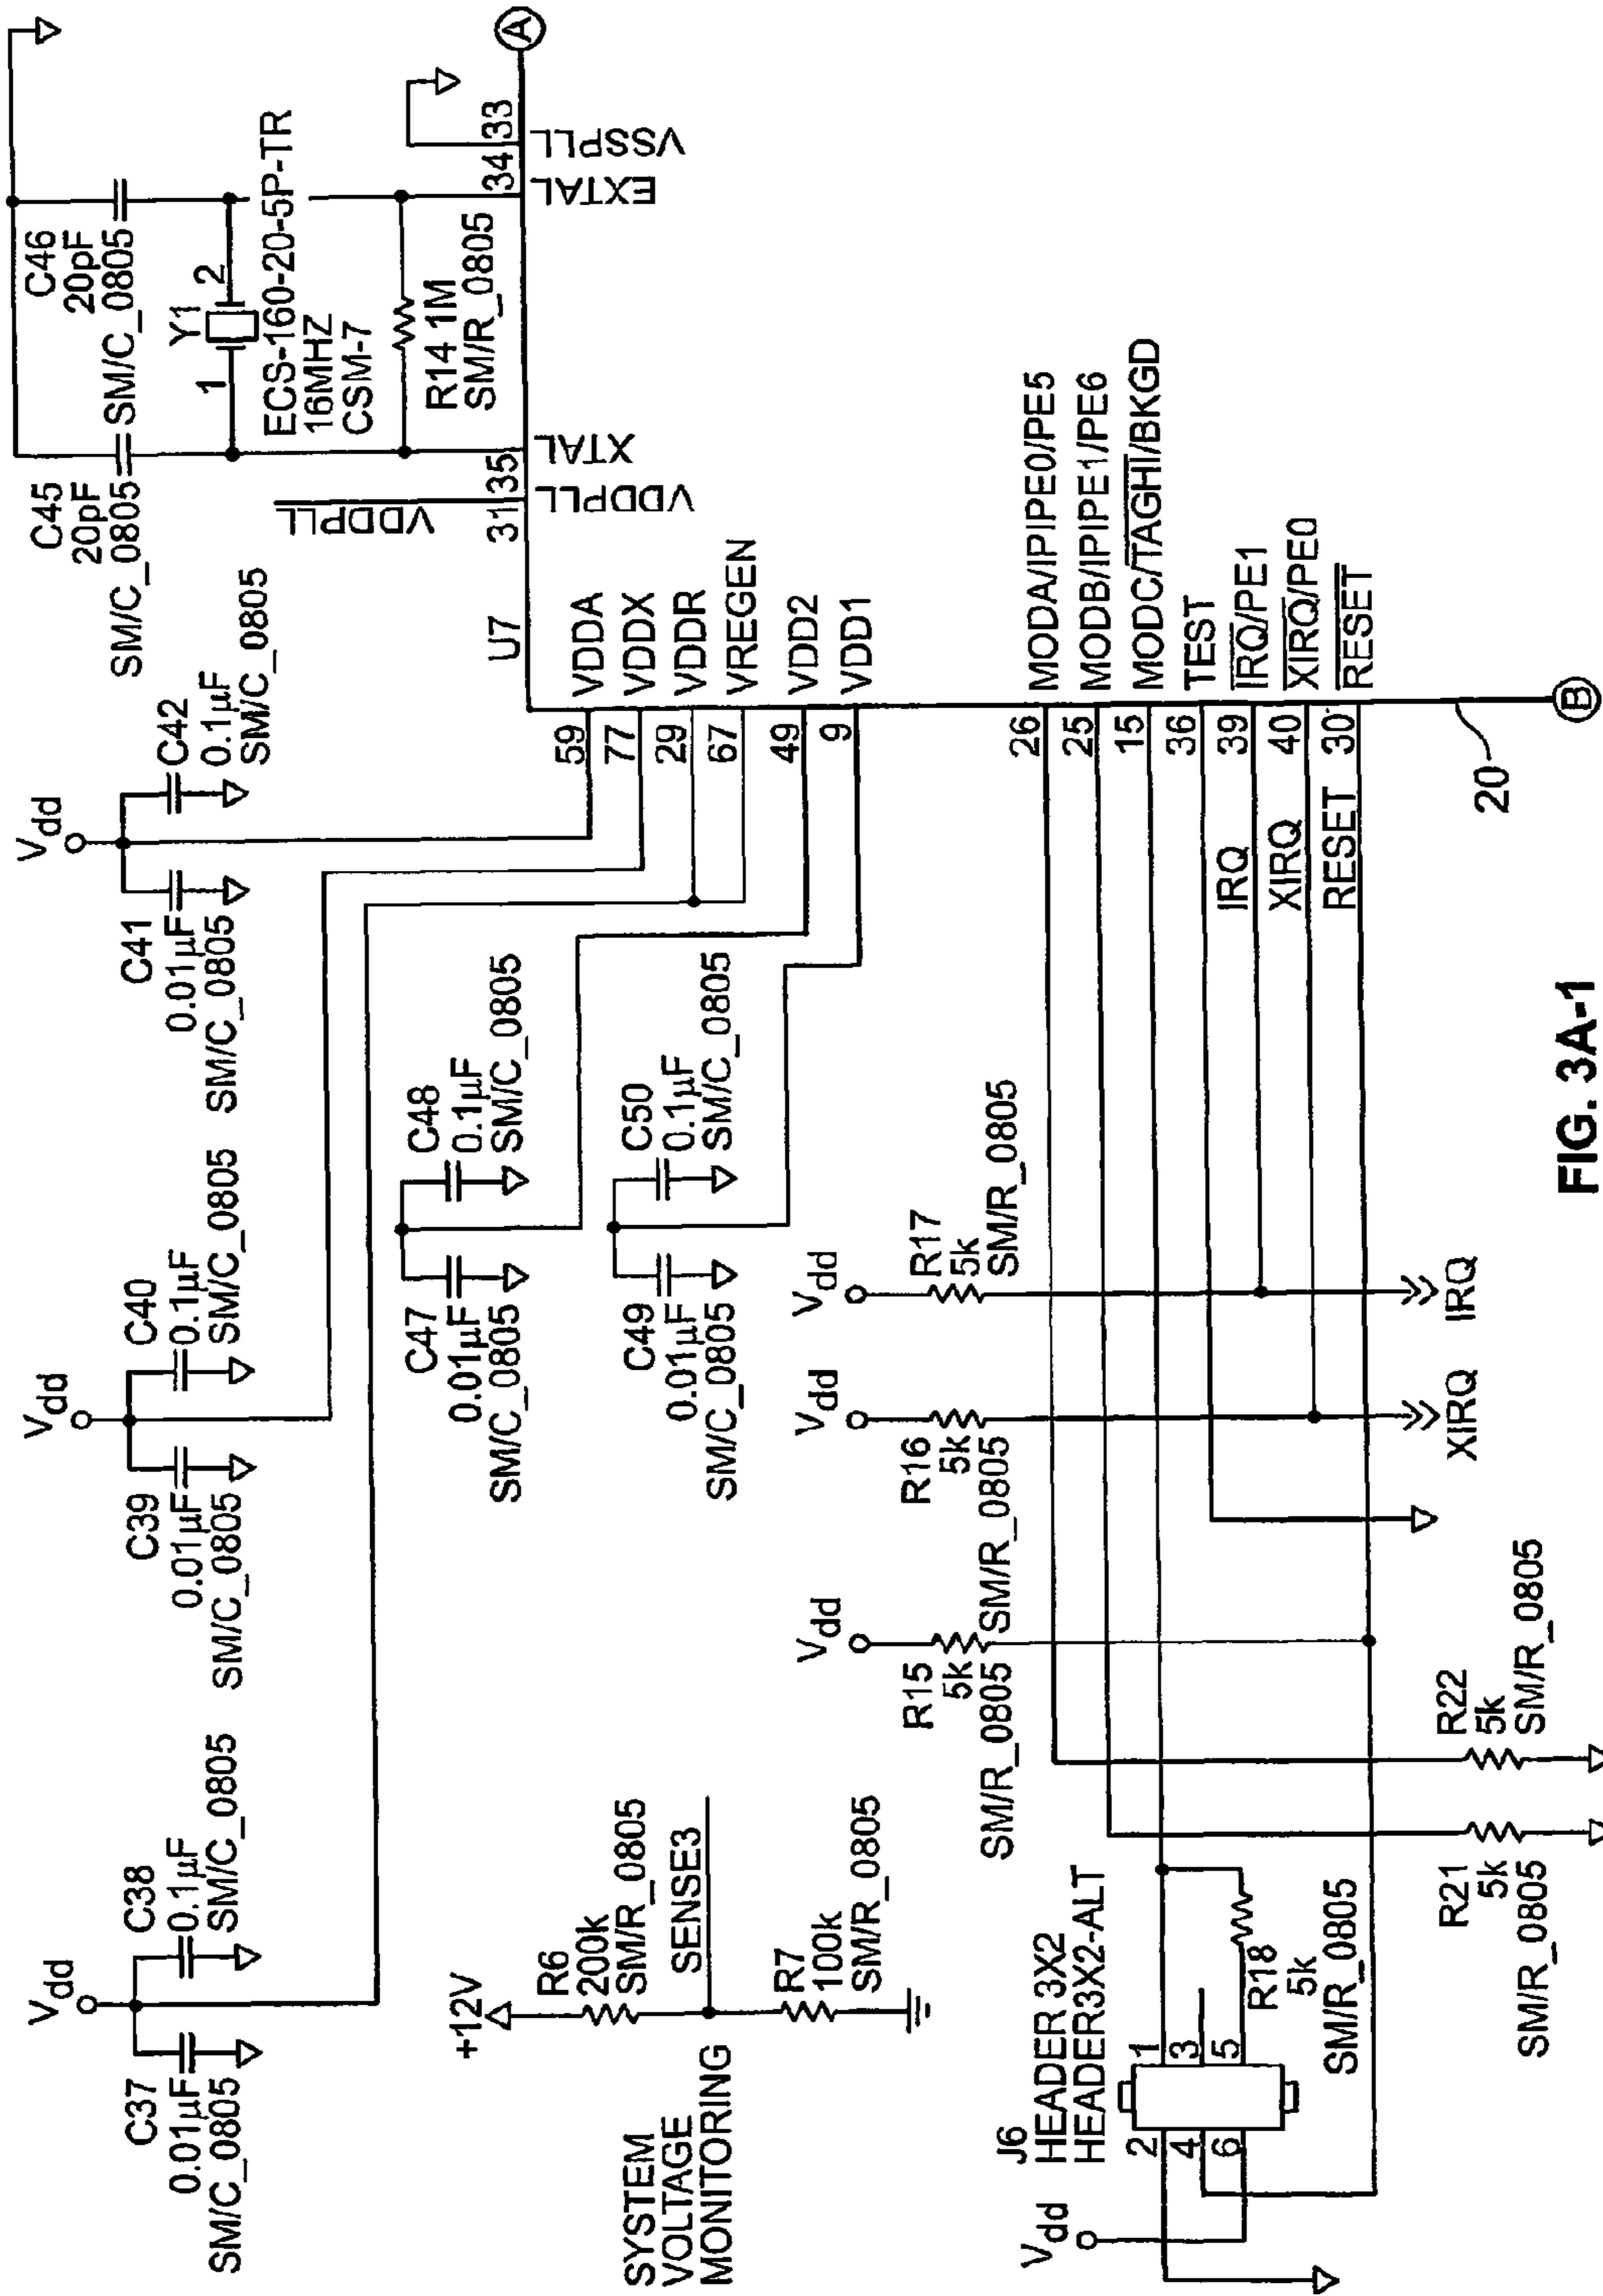 Vdd
C37
0.01µF
SM/C_0805
C38
0.1µF
SM/C_0805
Vdd
C39
0.01µF
SM/C_0805
C40
0.1µF
SM/C_0805
Vdd
C41
0.01µF
SM/C_0805
C42
0.1µF
SM/C_0805
C45
20pF
SM/C_0805
C46
20pF
SM/C_0805
Y1
1
2
ECS-160-20-5P-TR
16MHZ
CSM-7
R14 1M
SM/R_0805
VDDPLL
31
35
34
33
VDDPLL
XTAL
EXTAL
VSSPLL
A
C47
0.01µF
SM/C_0805
C48
0.1µF
SM/C_0805
C49
0.01µF
SM/C_0805
C50
0.1µF
SM/C_0805
U7
59 VDDA
77 VDDX
29 VDDR
67 VREGEN
49 VDD2
9 VDD1
SYSTEM
VOLTAGE
MONITORING
+12V
R6
200k
SM/R_0805
SENSE3
R7
100k
SM/R_0805
Vdd
R15
5k
SM/R_0805
Vdd
R16
5k
SM/R_0805
Vdd
R17
5k
SM/R_0805
26 MODA/IPIPE0/PE5
25 MODB/IPIPE1/PE6
15 MODC/TAGHI/BKGD
36 TEST
IRQ 39 IRQ/PE1
XIRQ 40 XIRQ/PE0
RESET 30 RESET
J6
HEADER 3X2
HEADER3X2-ALT
Vdd
2
4
6
1
3
5
R18
5k
SM/R_0805
R21
5k
SM/R_0805
R22
5k
SM/R_0805
XIRQ
IRQ
20
B
FIG. 3A-1